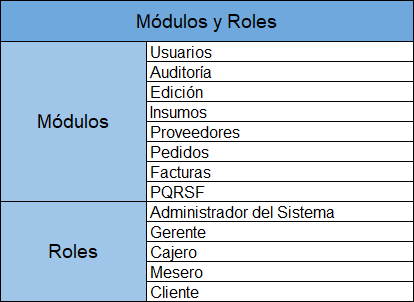 Módulos y Roles
Módulos
Usuarios
Auditoría
Edición
Insumos
Proveedores
Pedidos
Facturas
PQRSF
Roles
Administrador del Sistema
Gerente
Cajero
Mesero
Cliente